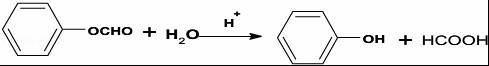 OCHO + H₂O H⁺ OH + HCOOH